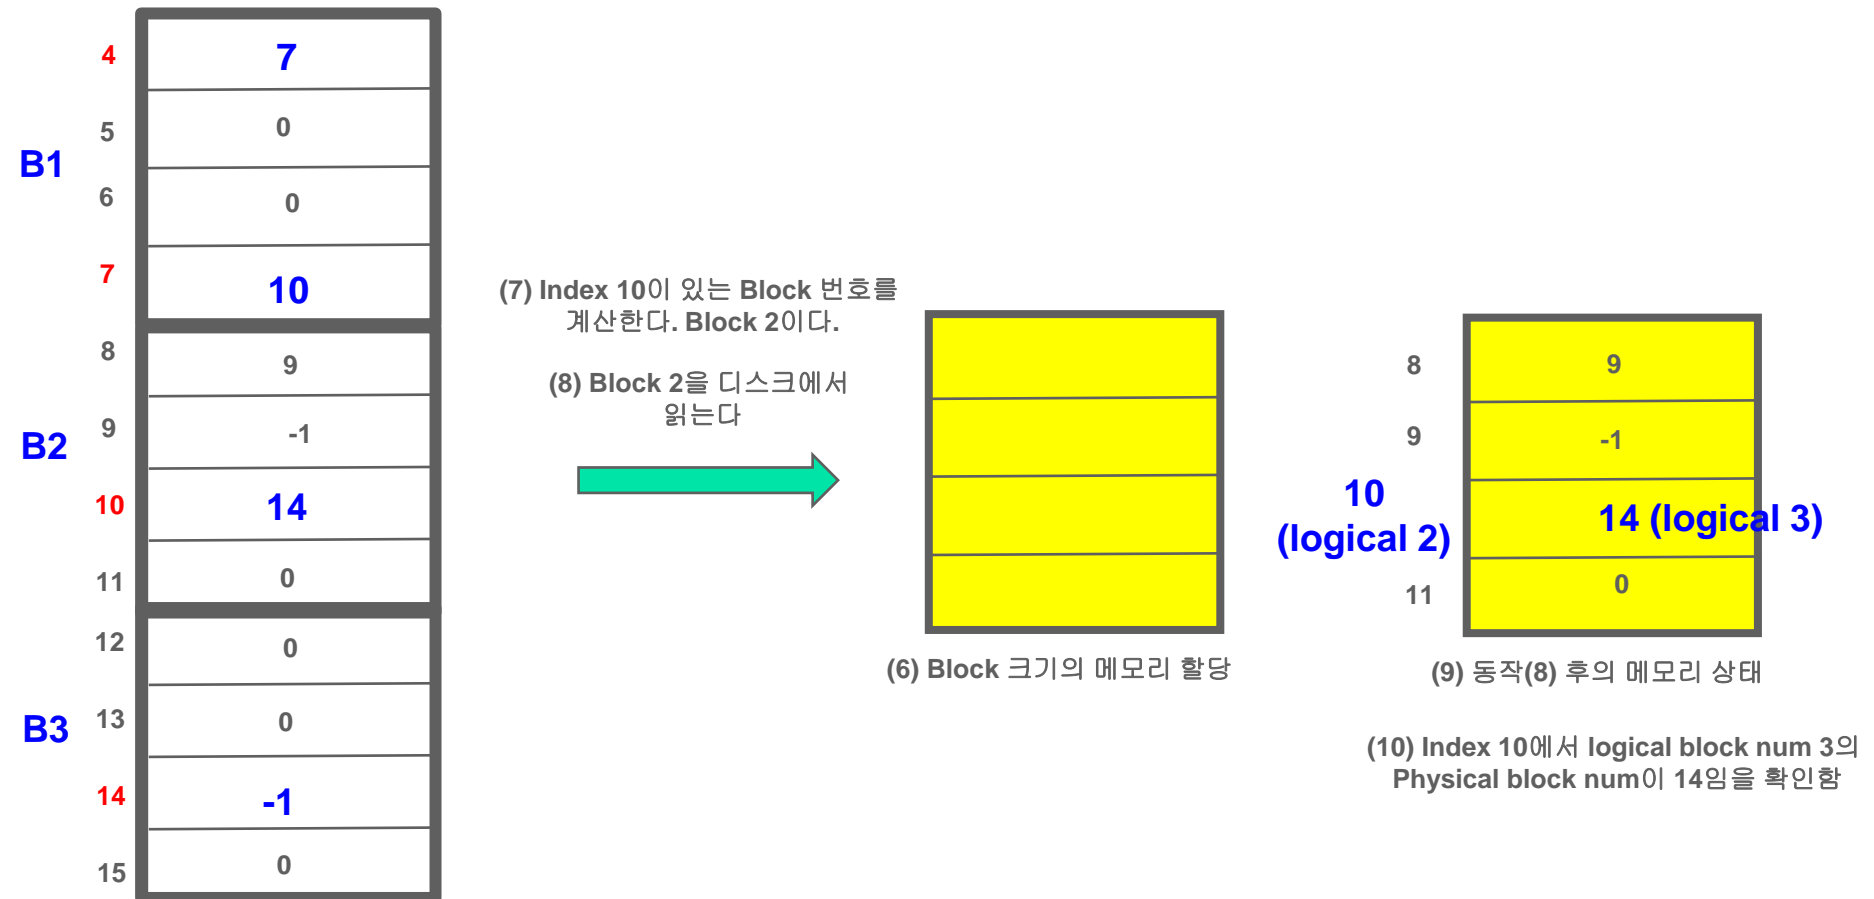 4
7
5
0
B1
6
0
7
10
8
9
B2
9
-1
10
14
11
0
12
0
B3
13
0
14
-1
15
0
(7) Index 10이 있는 Block 번호를
계산한다. Block 2이다.
(8) Block 2을 디스크에서
읽는다
(6) Block 크기의 메모리 할당
8
9
9
-1
10
(logical 2)
14 (logical 3)
11
0
(9) 동작(8) 후의 메모리 상태
(10) Index 10에서 logical block num 3의
Physical block num이 14임을 확인함